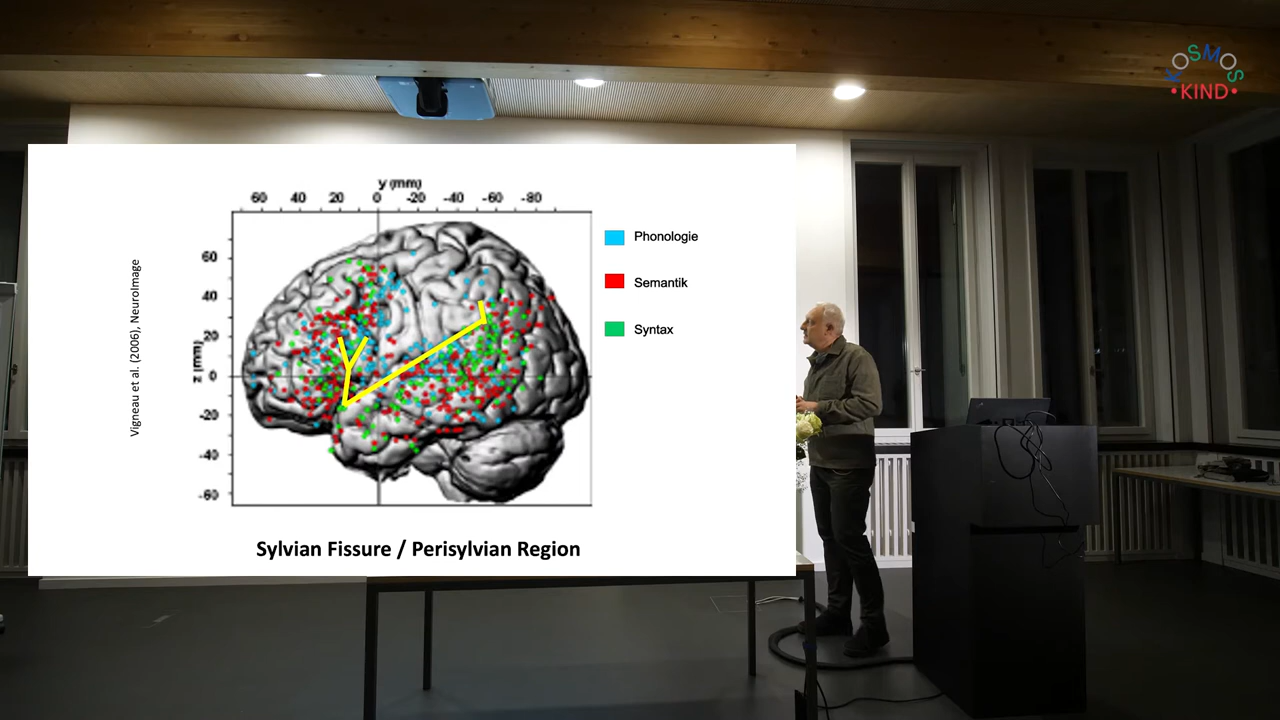 KOSMOS
•KIND•
y (mm)
60 40 20 0 -20 -40 -60 -80
60
40
20
0
-20
-40
-60
z (mm)
Phonologie
Semantik
Syntax
Vigneau et al. (2006), NeuroImage
Sylvian Fissure / Perisylvian Region